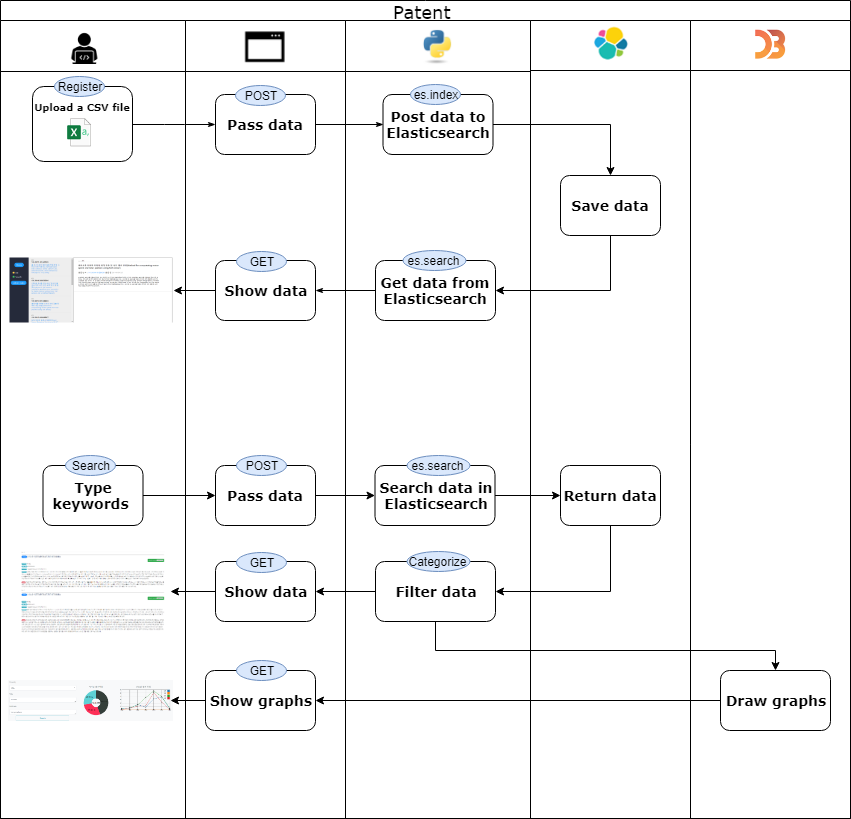 Patent
Register
Upload a CSV file
X
a,
POST
Pass data
es.index
Post data to
Elasticsearch
Save data
GET
Show data
es.search
Get data from
Elasticsearch
Search
Type
keywords
POST
Pass data
es.search
Search data in
Elasticsearch
Return data
GET
Show data
Categorize
Filter data
GET
Show graphs
Draw graphs